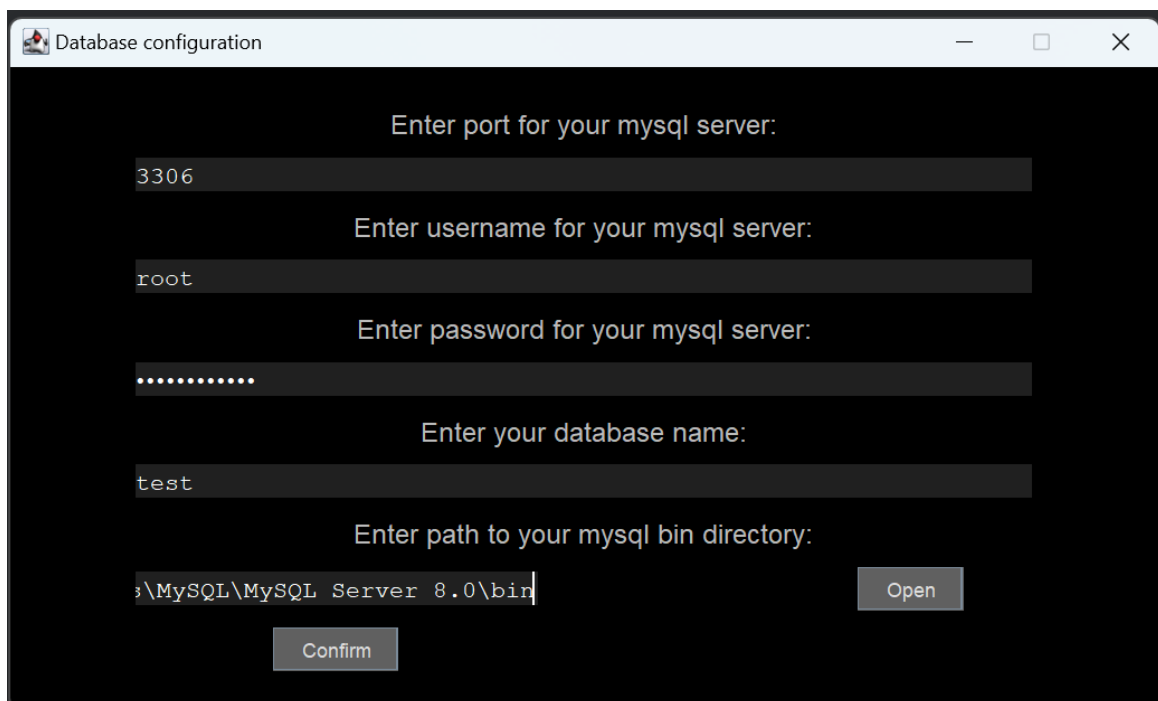 Database configuration
Enter port for your mysql server:
3306
Enter username for your mysql server:
root
Enter password for your mysql server:
••••••••••••
Enter your database name:
test
Enter path to your mysql bin directory:
s\MySQL\MySQL Server 8.0\bin
Open
Confirm